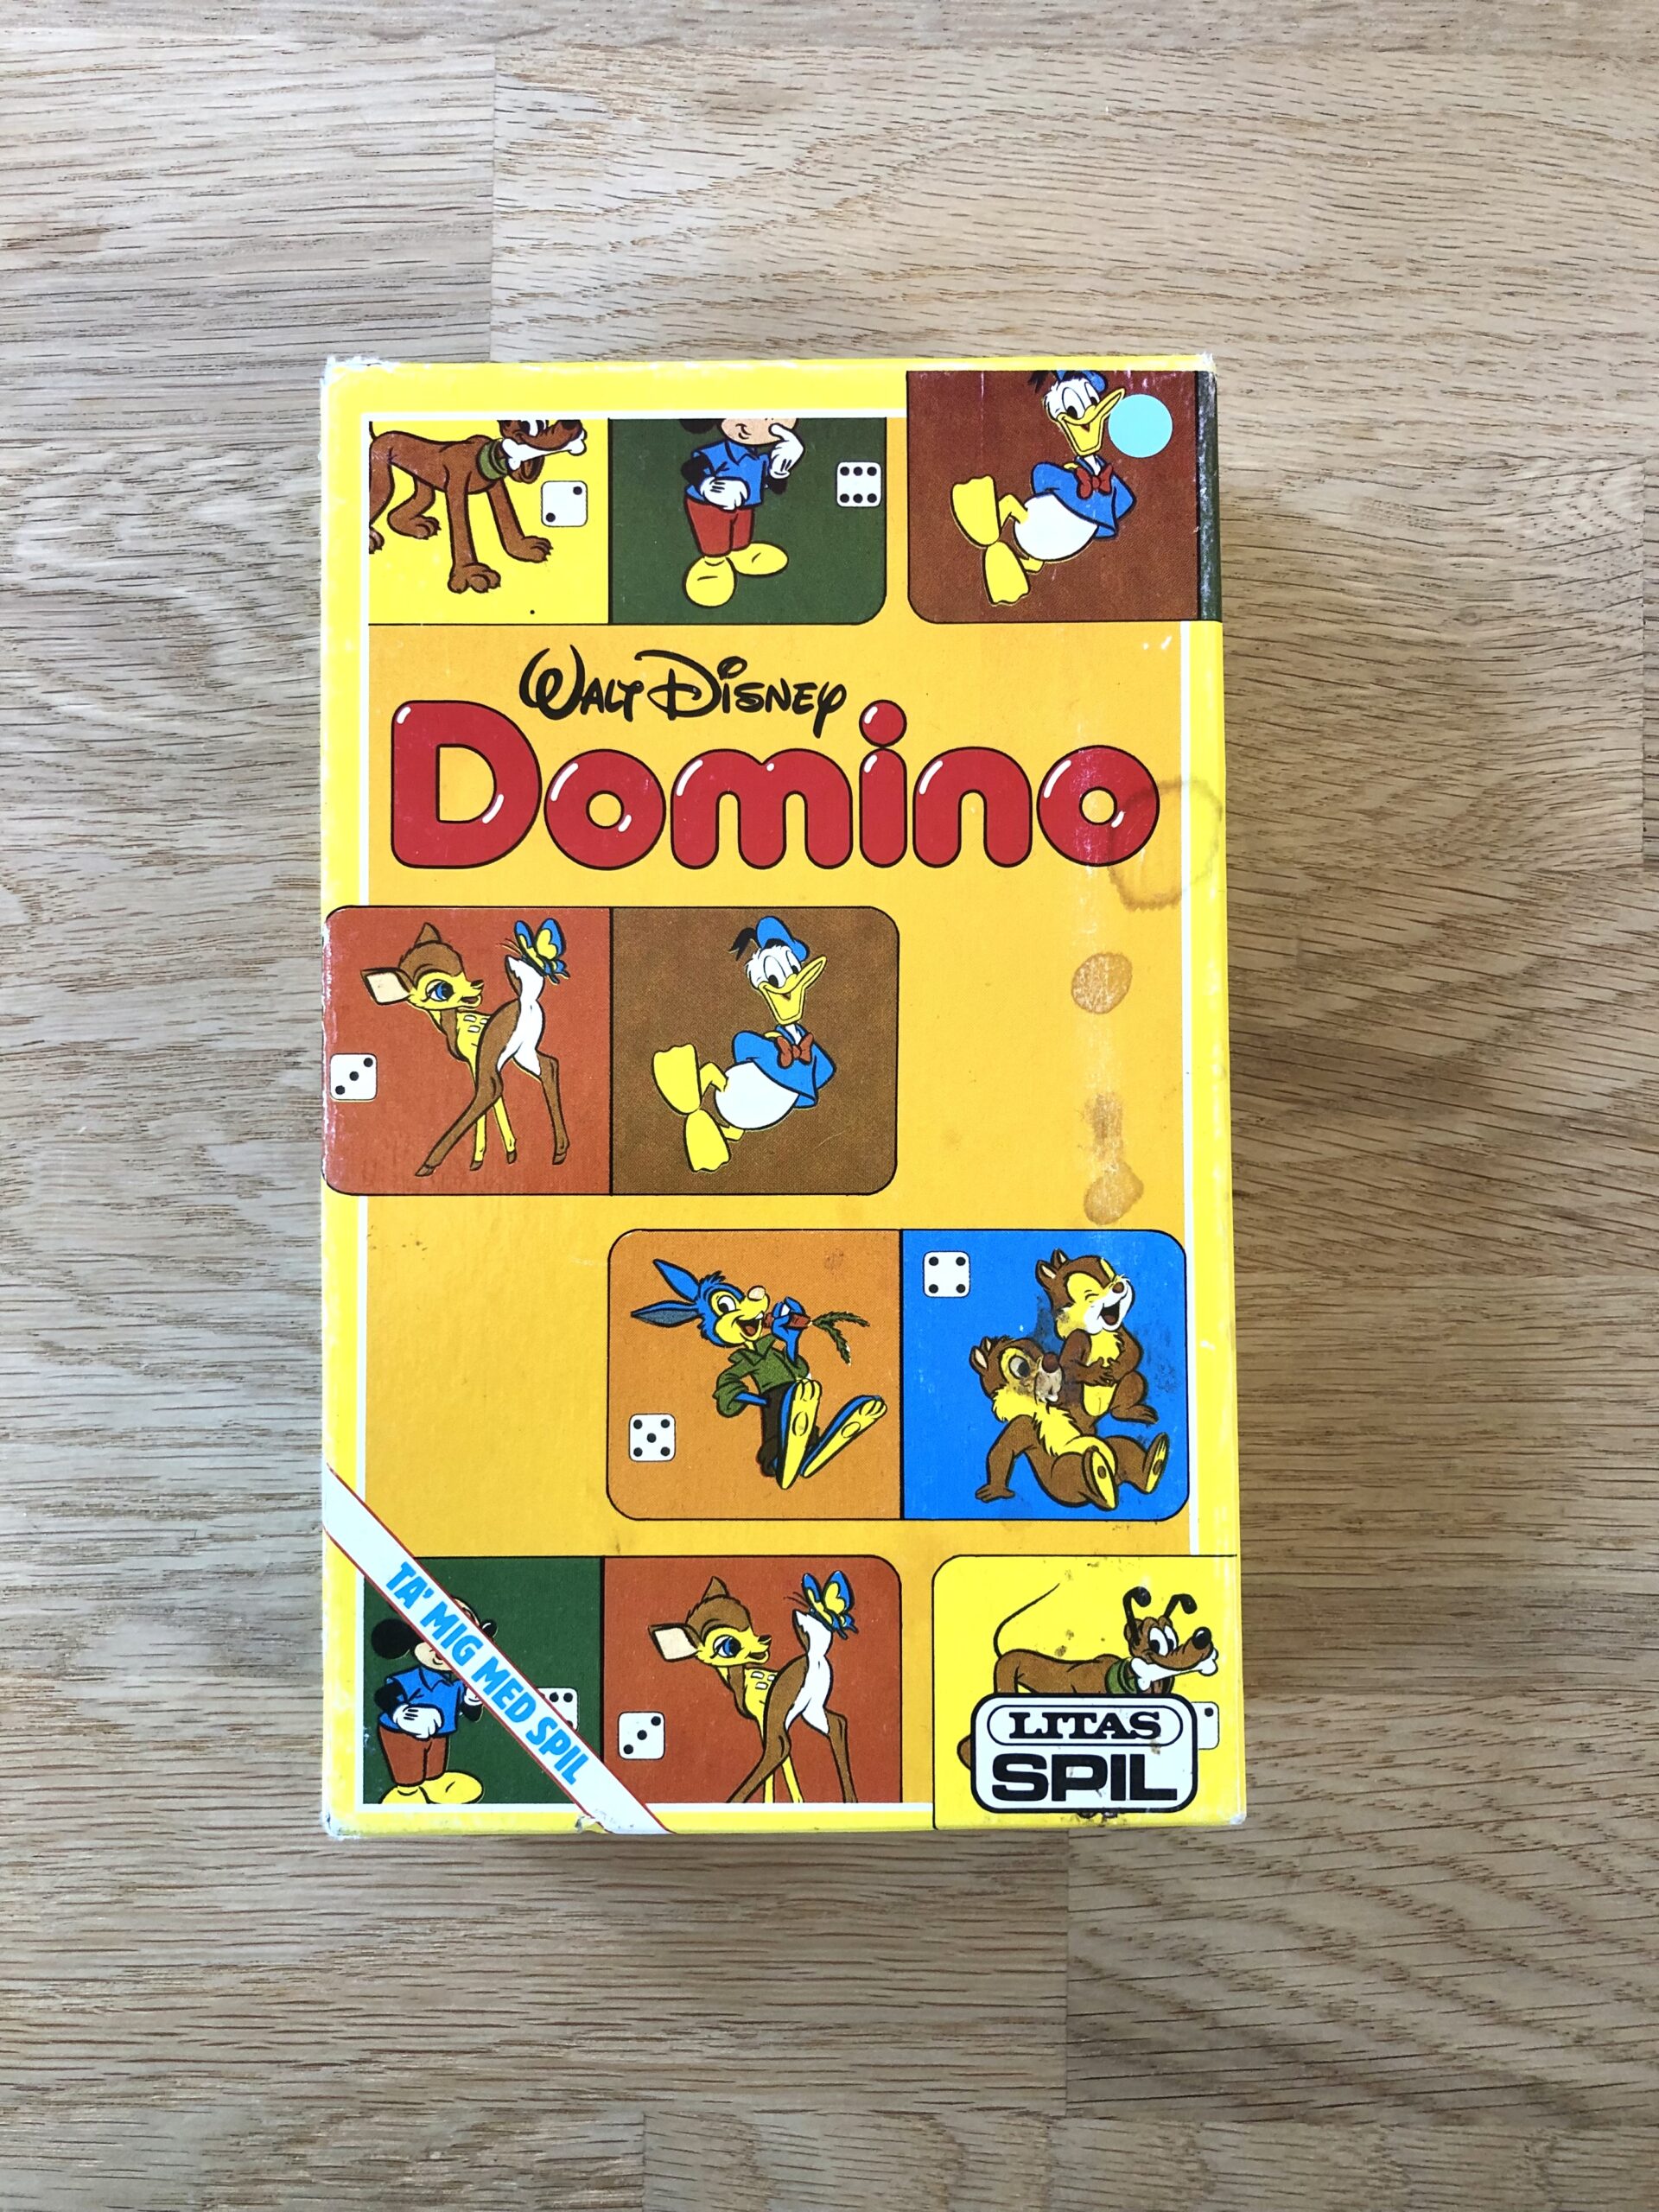 WALT DISNEY
Domino
TA' MIG MED SPIL
LITAS
SPIL